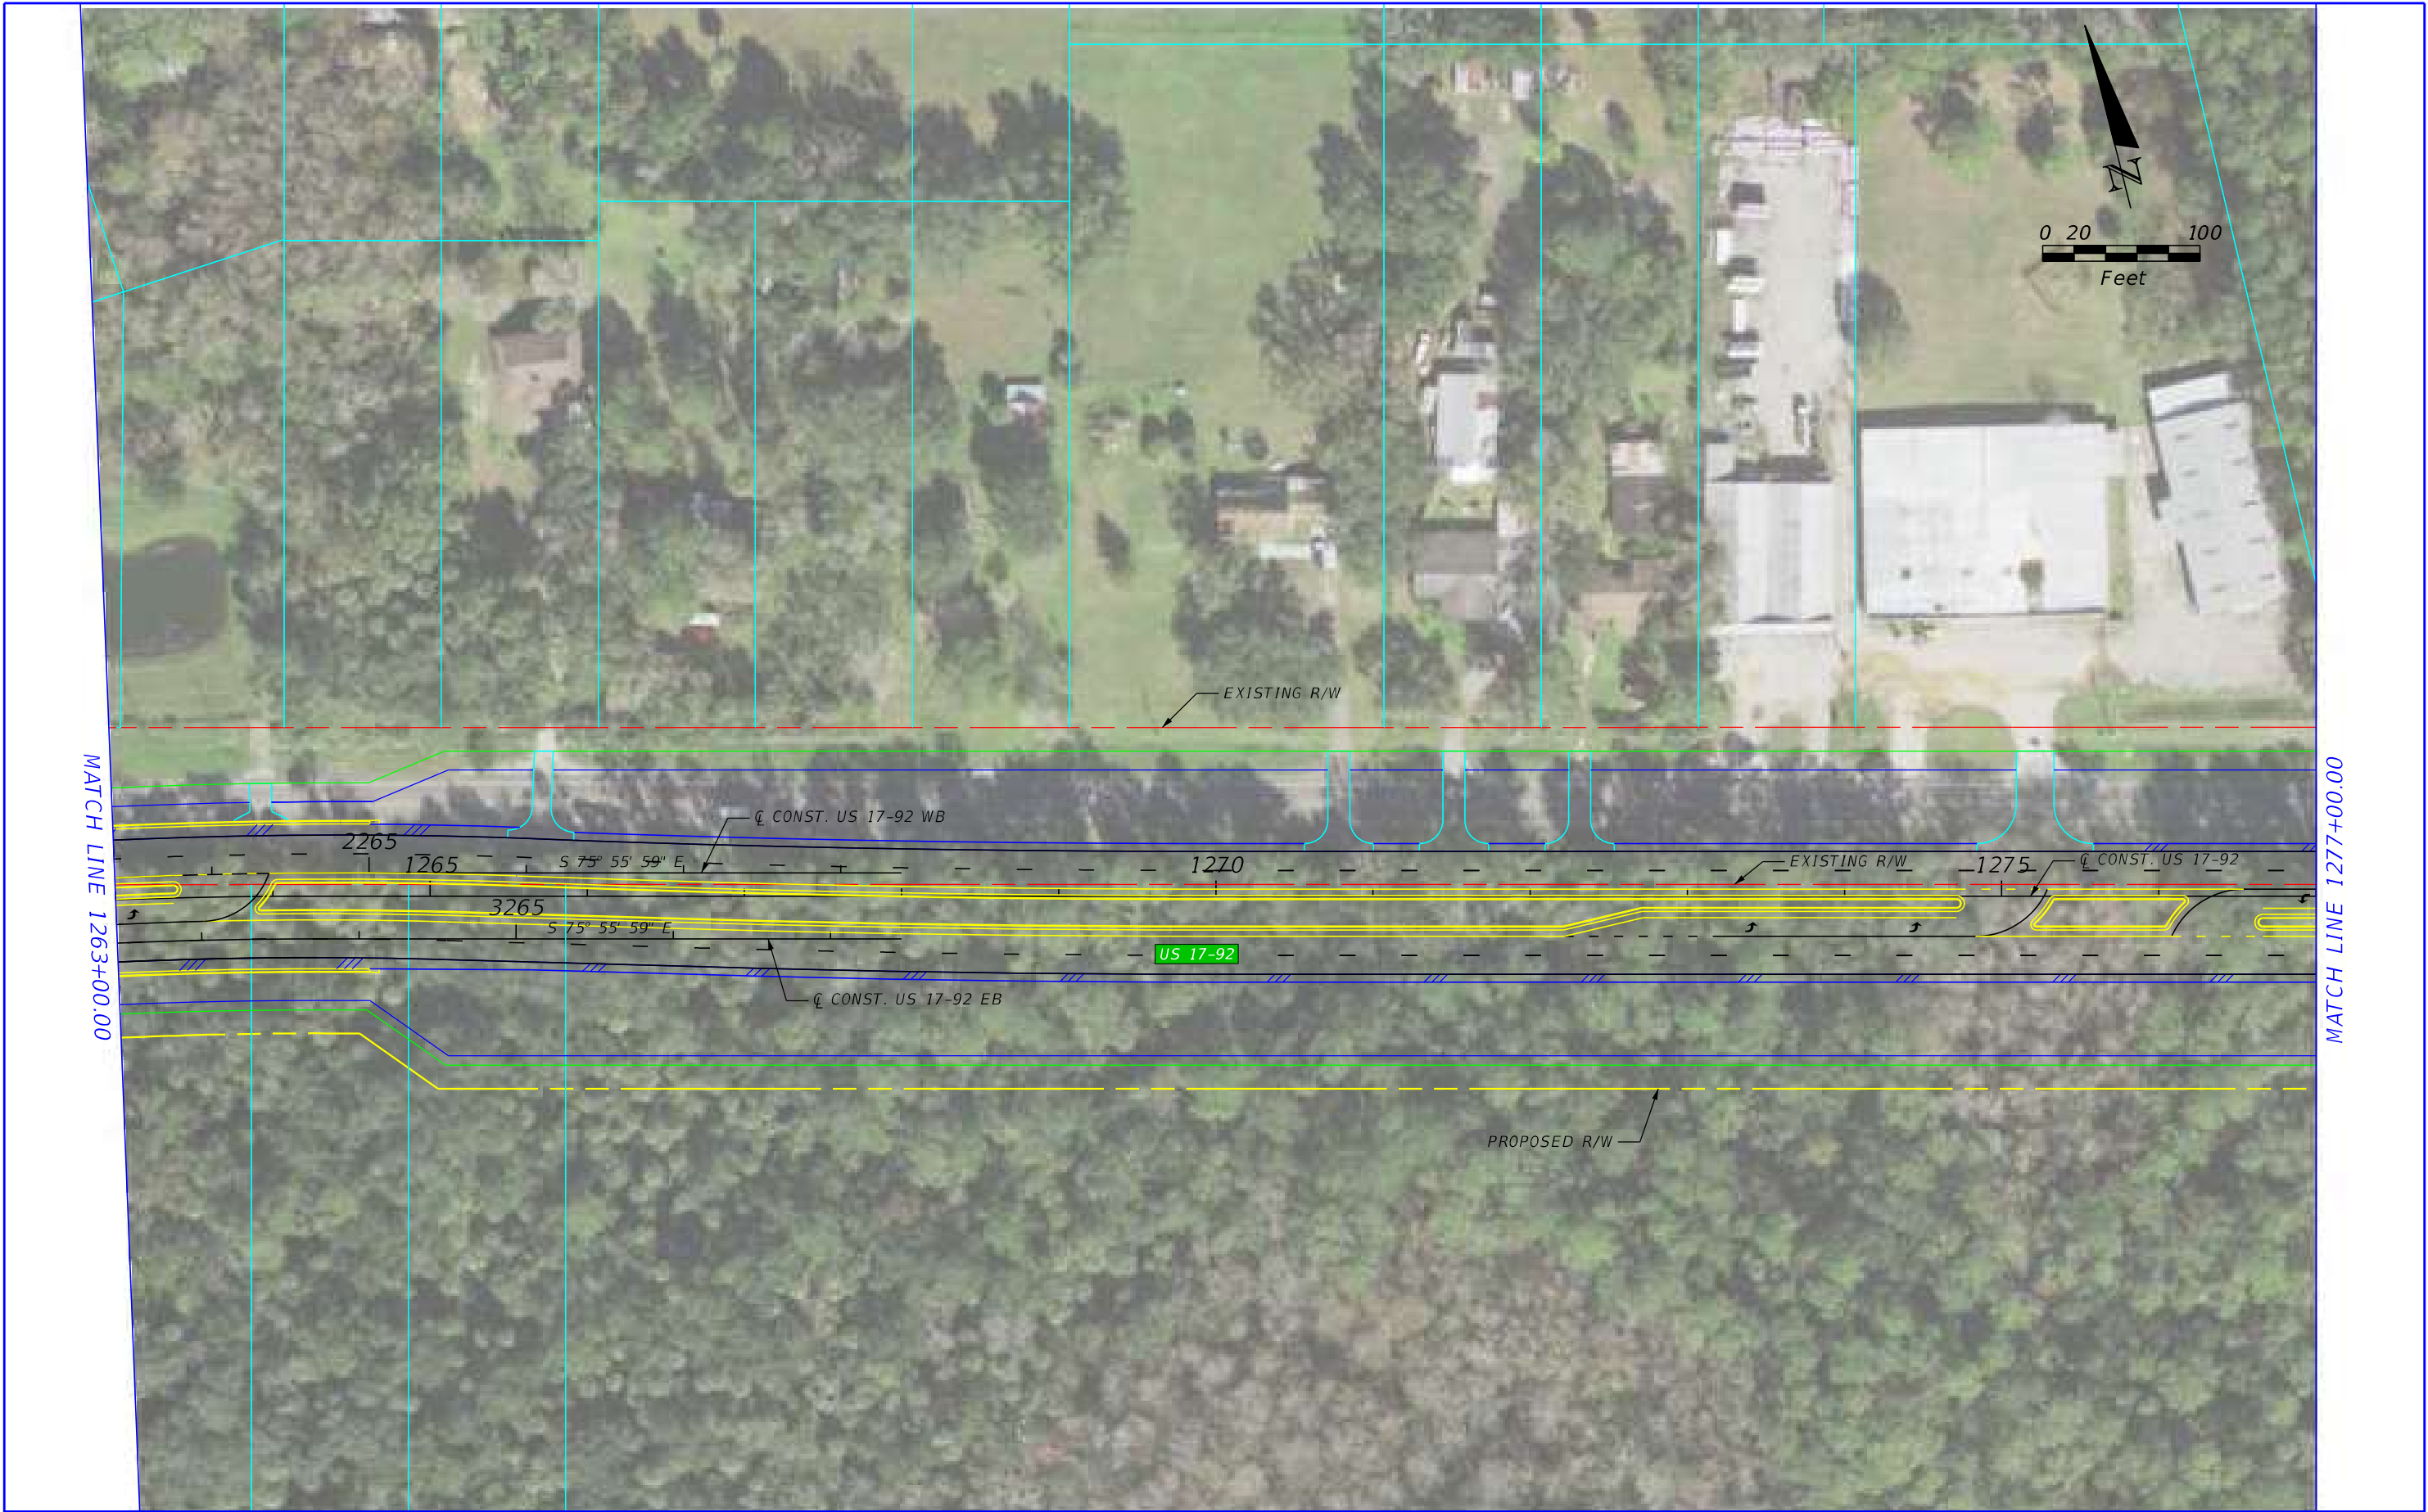 N
0 20 100
Feet
EXISTING R/W
MATCH LINE 1263+00.00
MATCH LINE 1277+00.00
℄ CONST. US 17-92 WB
2265
1265
S 75° 55' 59" E
1270
EXISTING R/W
1275
℄ CONST. US 17-92
3265
S 75° 55' 59" E
US 17-92
℄ CONST. US 17-92 EB
PROPOSED R/W